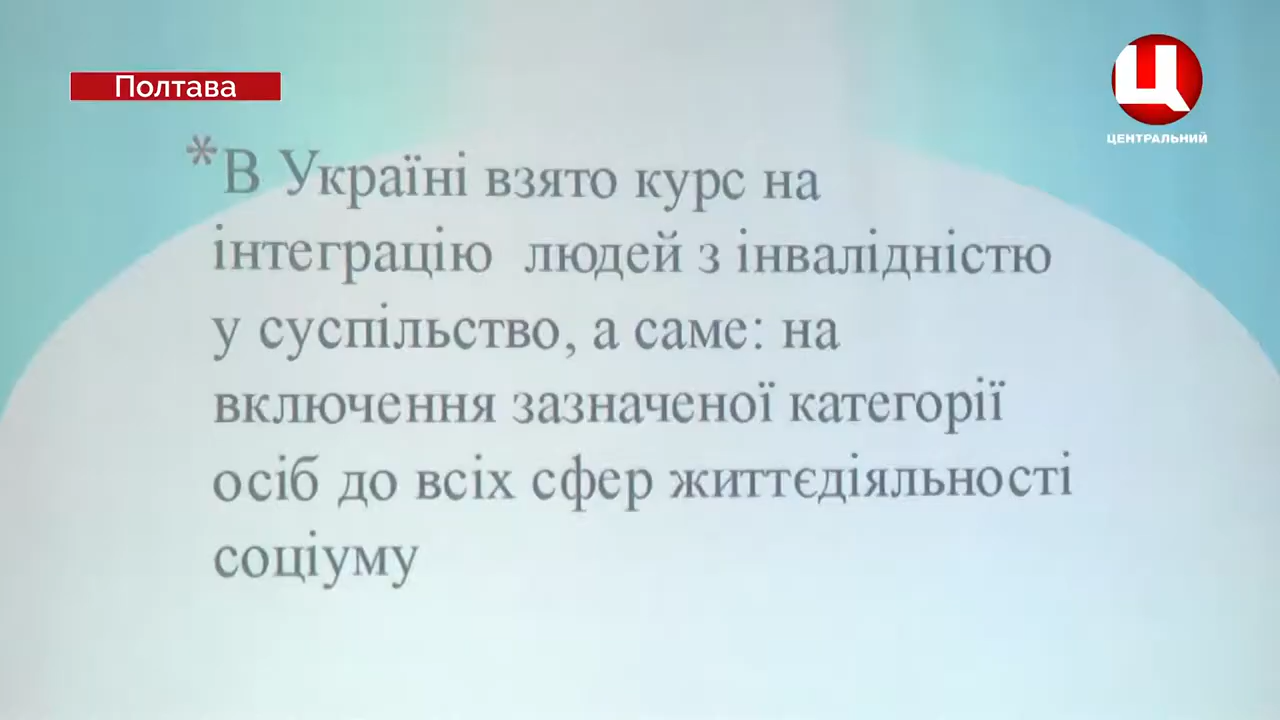 Полтава
Ц
ЦЕНТРАЛЬНИЙ
*В Україні взято курс на
інтеграцію людей з інвалідністю
у суспільство, а саме: на
включення зазначеної категорії
осіб до всіх сфер життєдіяльності
соціуму